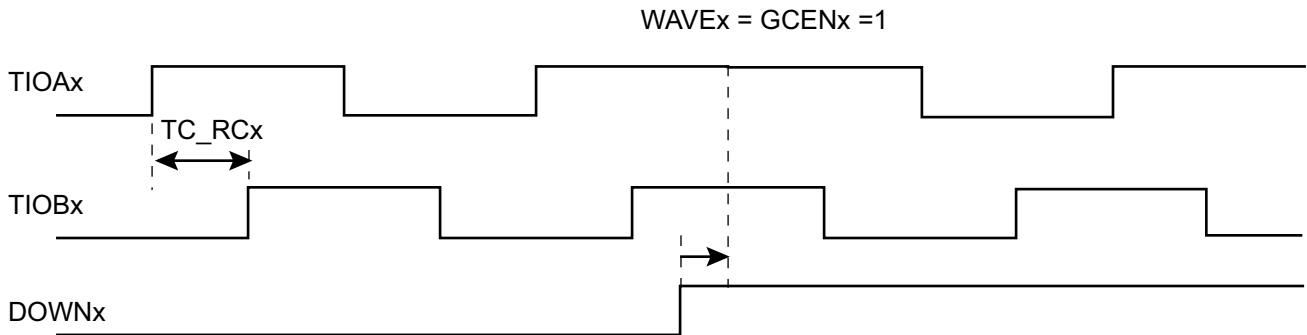 WAVEx = GCENx =1
TIOAx
TC_RCx
TIOBx
DOWNx